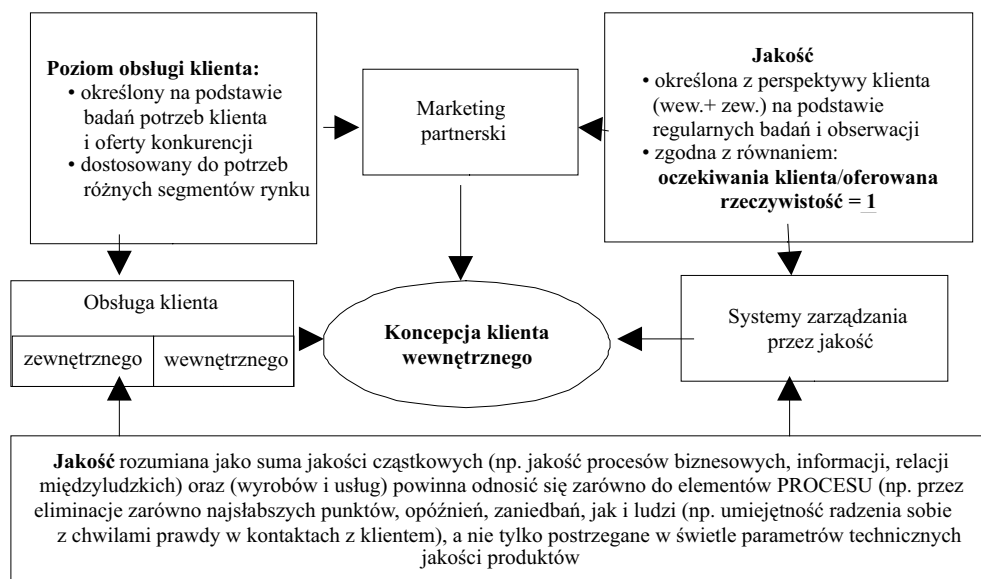 Poziom obsługi klienta:
• określony na podstawie
badań potrzeb klienta
i oferty konkurencji
• dostosowany do potrzeb
różnych segmentów rynku
Marketing
partnerski
Jakość
• określona z perspektywy klienta
(wew.+ zew.) na podstawie
regularnych badań i obserwacji
• zgodna z równaniem:
oczekiwania klienta/oferowana
rzeczywistość = 1
Obsługa klienta
zewnętrznego
wewnętrznego
Koncepcja klienta
wewnętrznego
Systemy zarządzania
przez jakość
Jakość rozumiana jako suma jakości cząstkowych (np. jakość procesów biznesowych, informacji, relacji
międzyludzkich) oraz (wyrobów i usług) powinna odnosić się zarówno do elementów PROCESU (np. przez
eliminacje zarówno najsłabszych punktów, opóźnień, zaniedbań, jak i ludzi (np. umiejętność radzenia sobie
z chwilami prawdy w kontaktach z klientem), a nie tylko postrzegane w świetle parametrów technicznych
jakości produktów